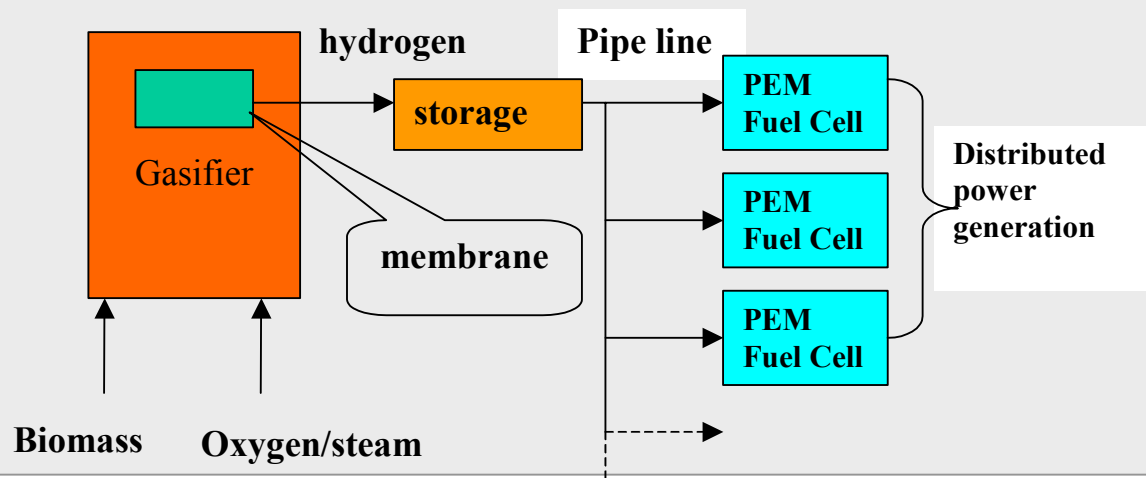 hydrogen
Pipe line
Gasifier
storage
membrane
PEM
Fuel Cell
PEM
Fuel Cell
PEM
Fuel Cell
Distributed
power
generation
Biomass
Oxygen/steam